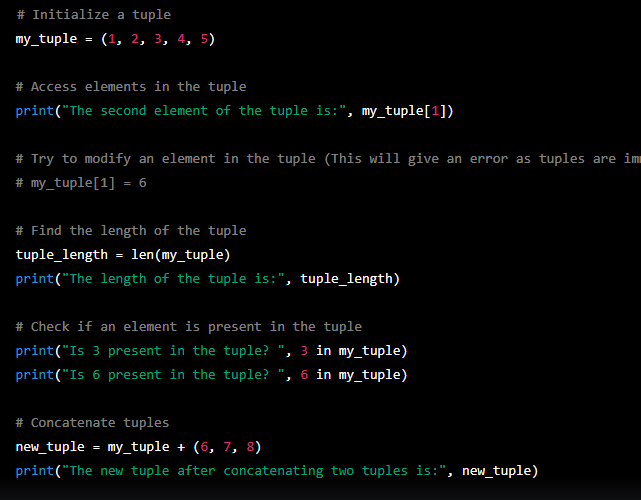 # Initialize a tuple
my_tuple = (1, 2, 3, 4, 5)
# Access elements in the tuple
print("The second element of the tuple is:", my_tuple[1])
# Try to modify an element in the tuple (This will give an error as tuples are
# my_tuple[1] = 6
# Find the length of the tuple
tuple_length = len(my_tuple)
print("The length of the tuple is:", tuple_length)
# Check if an element is present in the tuple
print("Is 3 present in the tuple? ", 3 in my_tuple)
print("Is 6 present in the tuple? ", 6 in my_tuple)
# Concatenate tuples
new_tuple = my_tuple + (6, 7, 8)
print("The new tuple after concatenating two tuples is:", new_tuple)